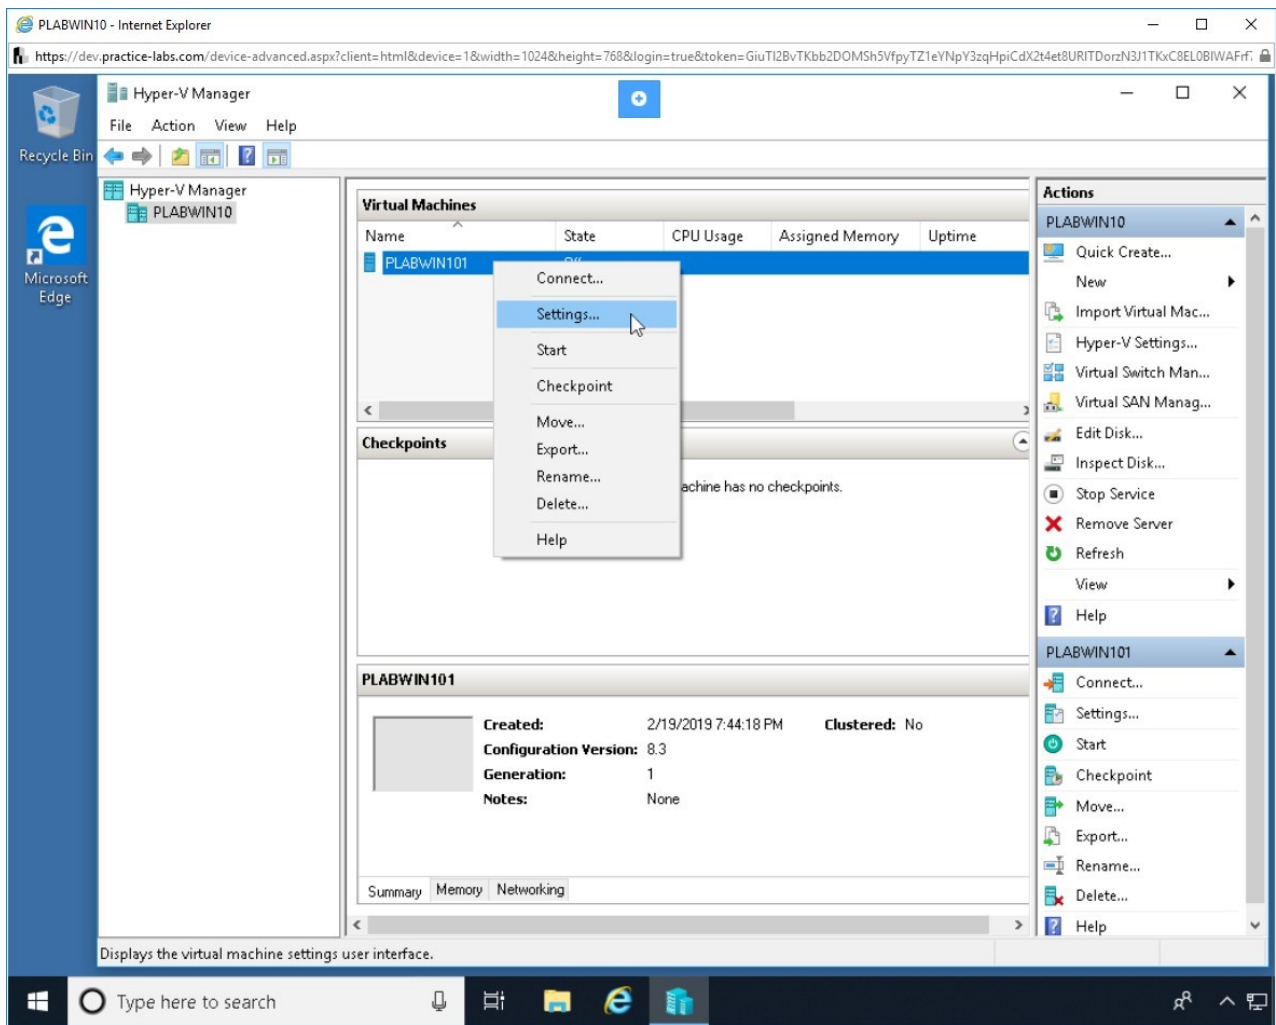 PLABWIN10 - Internet Explorer
https://dev.practice-labs.com/device-advanced.aspx?client=html&device=1&width=1024&height=768&login=true&token=GiuTl2BvTKbb2DOMSh5VfpyTZ1eYNpY3zqHpiCdX2t4et8URITDorzN3J1TKxC8EL0BlWAFrf
Recycle Bin
Microsoft
Edge
Hyper-V Manager
File Action View Help
Hyper-V Manager
PLABWIN10
Virtual Machines
Name State CPU Usage Assigned Memory Uptime
PLABWIN101
Connect...
Settings...
Start
Checkpoint
Move...
Export...
Rename...
Delete...
Help
Checkpoints
achine has no checkpoints.
PLABWIN101
Created: 2/19/2019 7:44:18 PM Clustered: No
Configuration Version: 8.3
Generation: 1
Notes: None
Summary Memory Networking
Actions
PLABWIN10
Quick Create...
New
Import Virtual Mac...
Hyper-V Settings...
Virtual Switch Man...
Virtual SAN Manag...
Edit Disk...
Inspect Disk...
Stop Service
Remove Server
Refresh
View
Help
PLABWIN101
Connect...
Settings...
Start
Checkpoint
Move...
Export...
Rename...
Delete...
Help
Displays the virtual machine settings user interface.
Type here to search